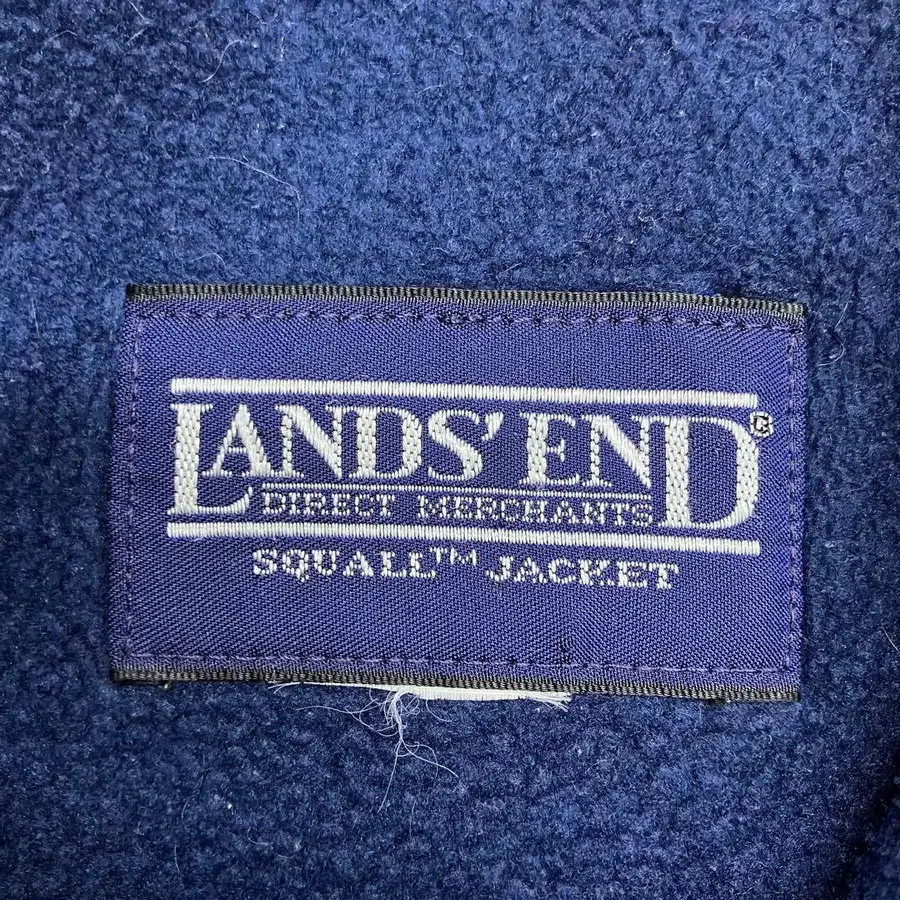 LANDS' END®
DIRECT MERCHANTS
SQUALL™ JACKET